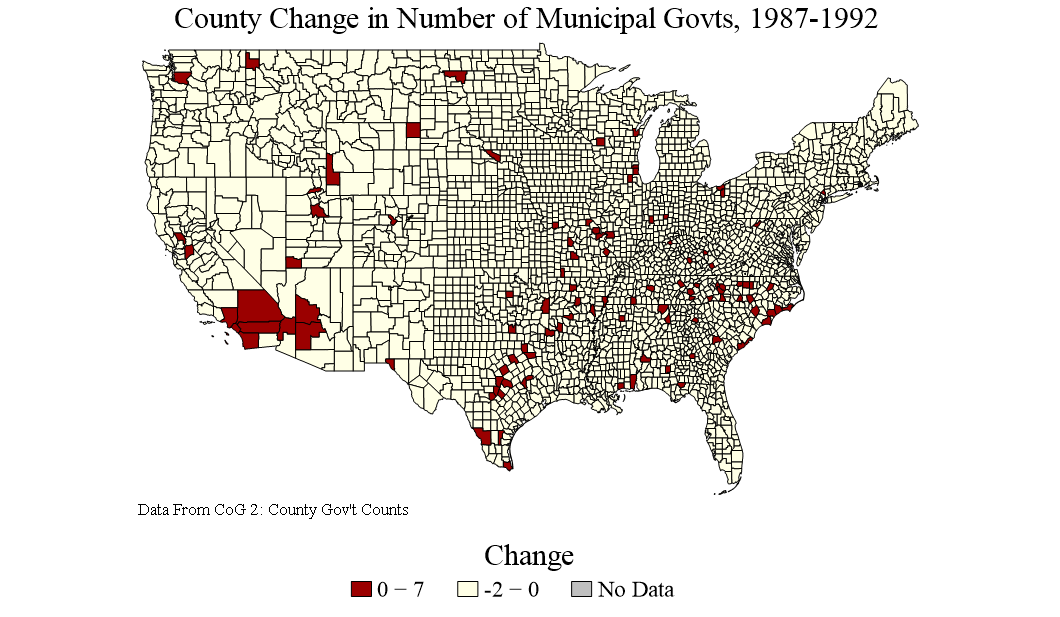 County Change in Number of Municipal Govts, 1987-1992
Data From CoG 2: County Gov't Counts
Change
0 − 7
-2 − 0
No Data